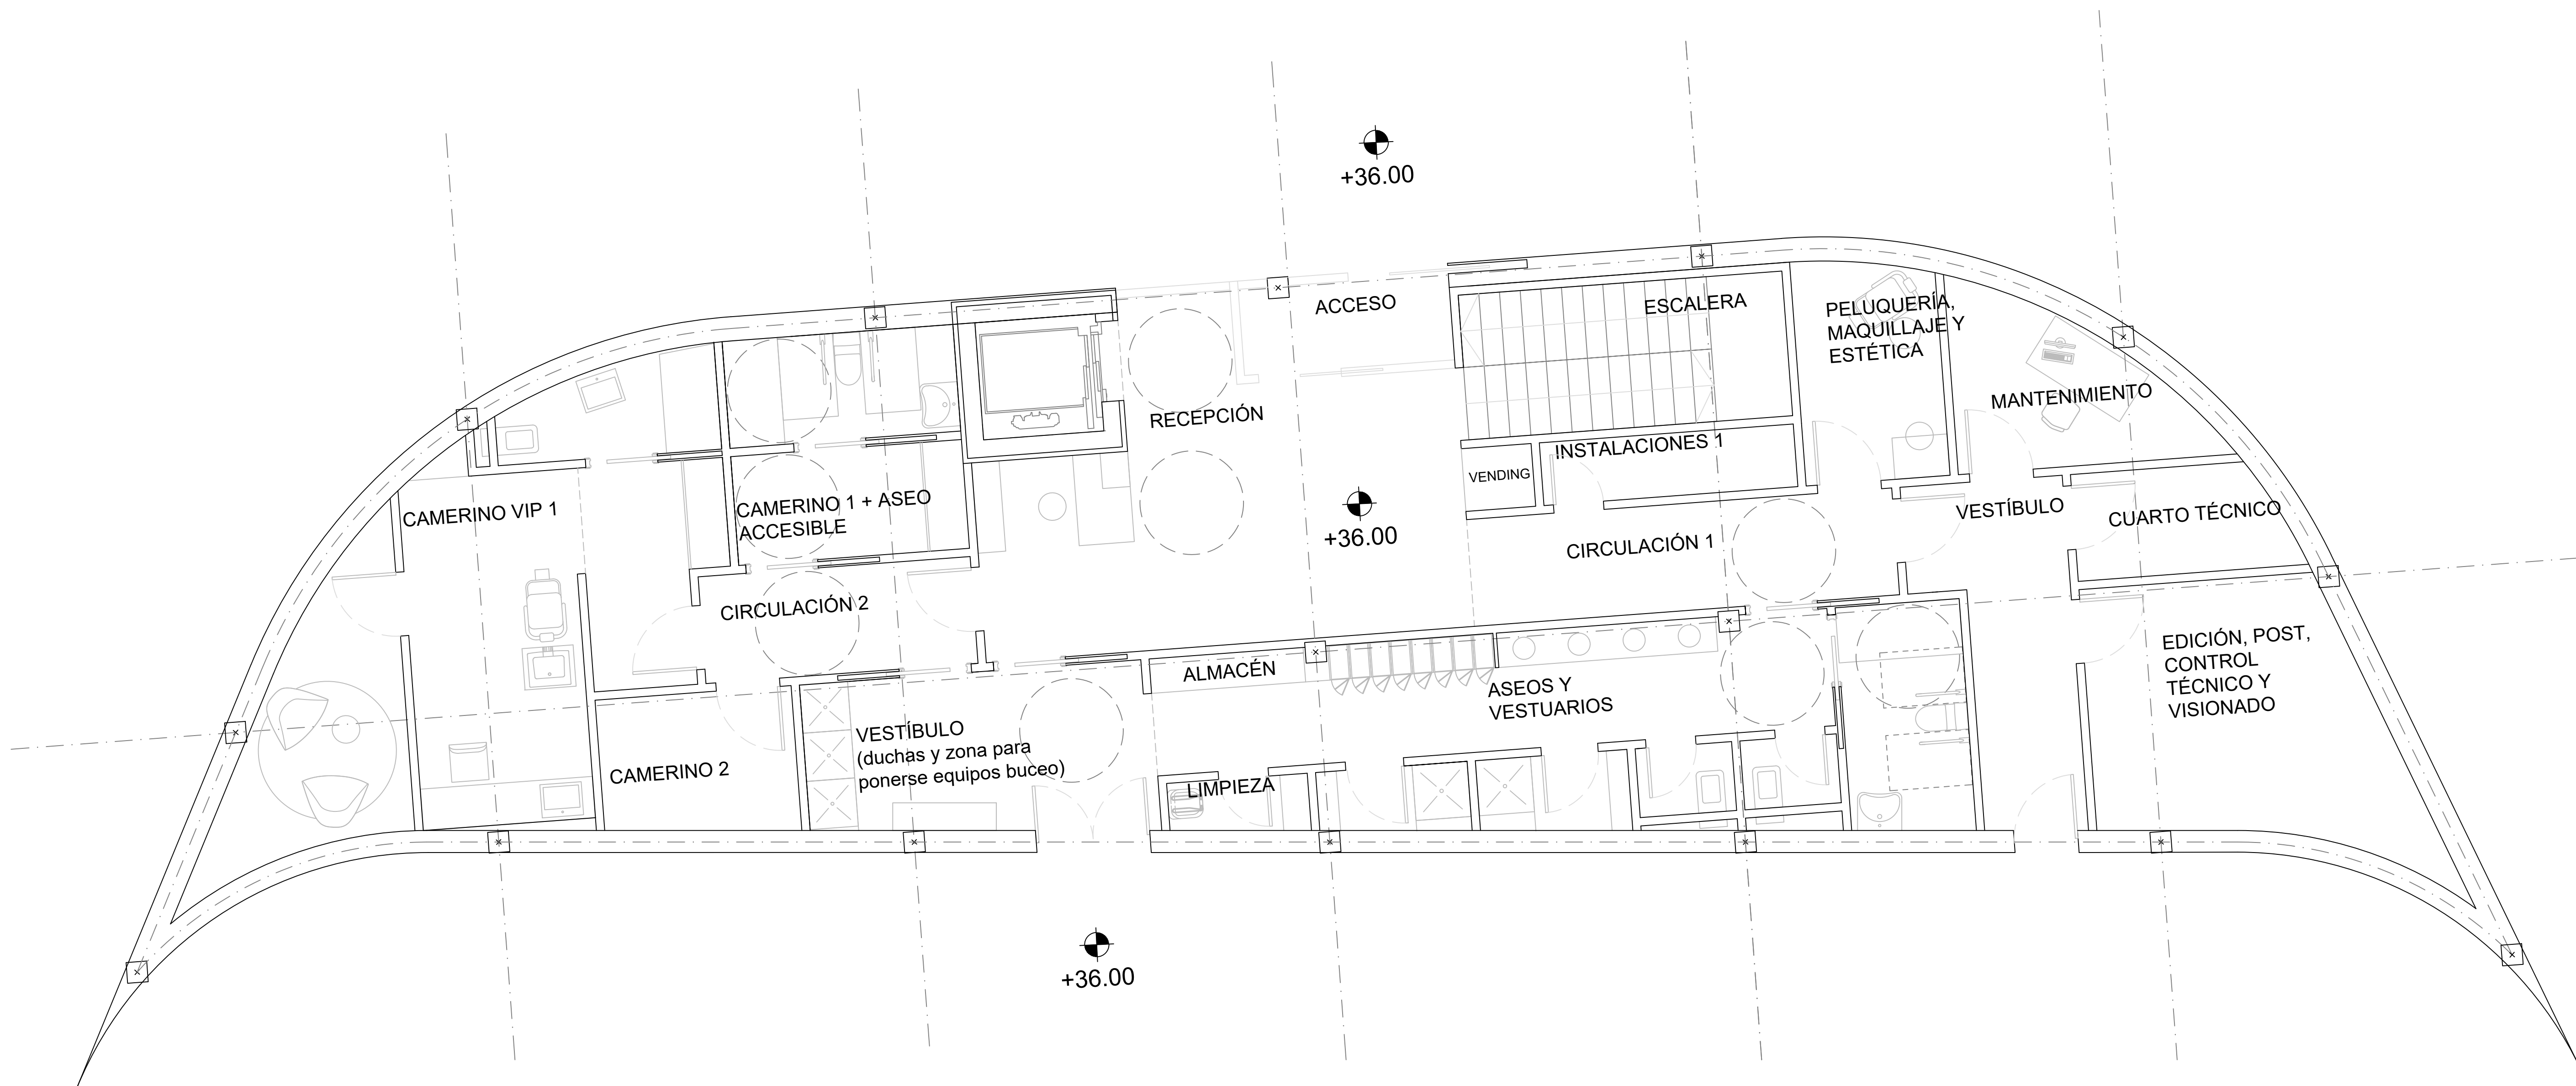 +36.00
ACCESO
ESCALERA
PELUQUERÍA,
MAQUILLAJE Y
ESTÉTICA
RECEPCIÓN
MANTENIMIENTO
INSTALACIONES 1
VENDING
CAMERINO VIP 1
CAMERINO 1 + ASEO
ACCESIBLE
+36.00
CIRCULACIÓN 1
VESTÍBULO
CUARTO TÉCNICO
CIRCULACIÓN 2
EDICIÓN, POST,
CONTROL
TÉCNICO Y
VISIONADO
ALMACÉN
ASEOS Y
VESTUARIOS
VESTÍBULO
(duchas y zona para
ponerse equipos buceo)
CAMERINO 2
LIMPIEZA
+36.00